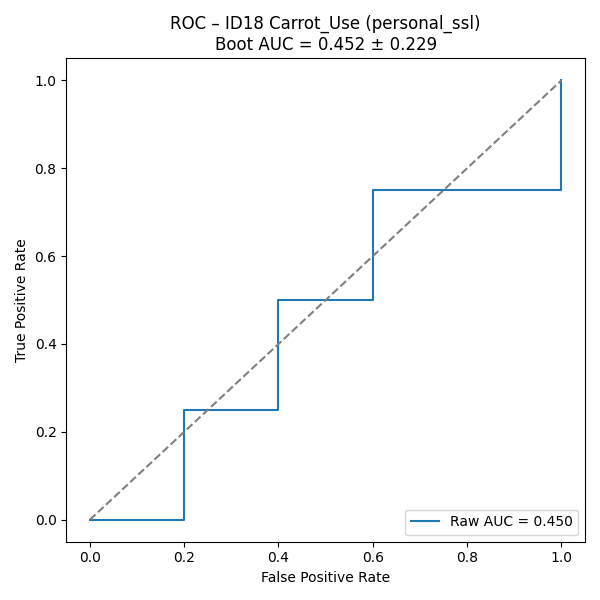 ROC – ID18 Carrot_Use (personal_ssl)
Boot AUC = 0.452 ± 0.229
1.0
0.8
0.6
0.4
0.2
0.0
True Positive Rate
Raw AUC = 0.450
0.0 0.2 0.4 0.6 0.8 1.0
False Positive Rate